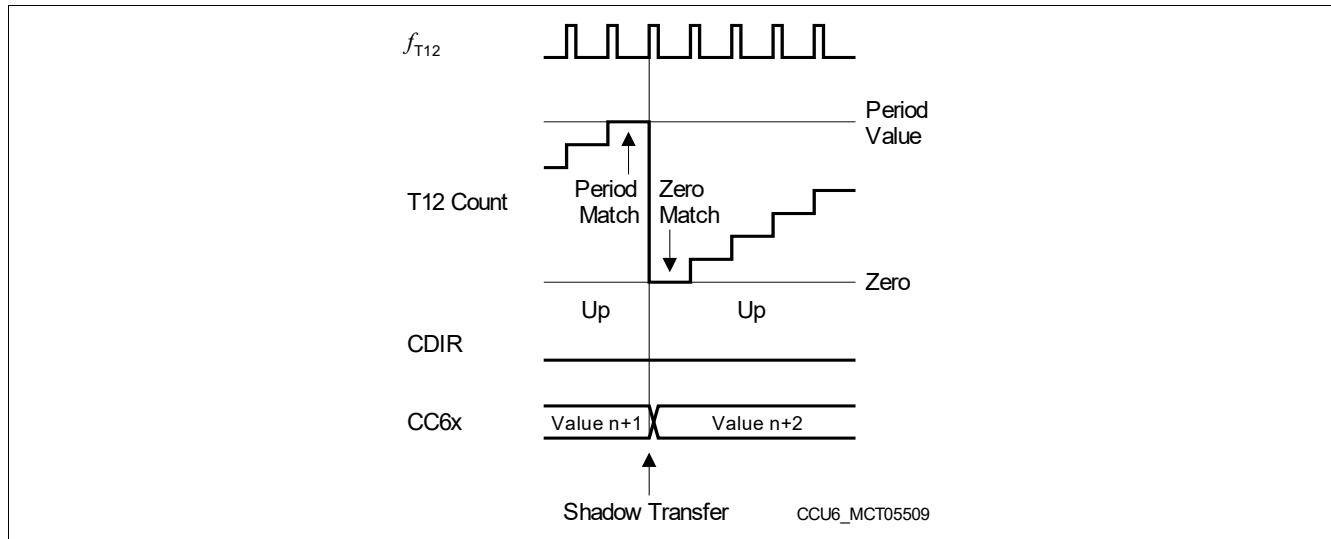 fT12
Period
Value
T12 Count
Period
Match
Zero
Match
Zero
Up
Up
CDIR
CC6x
Value n+1
Value n+2
Shadow Transfer
CCU6_MCT05509